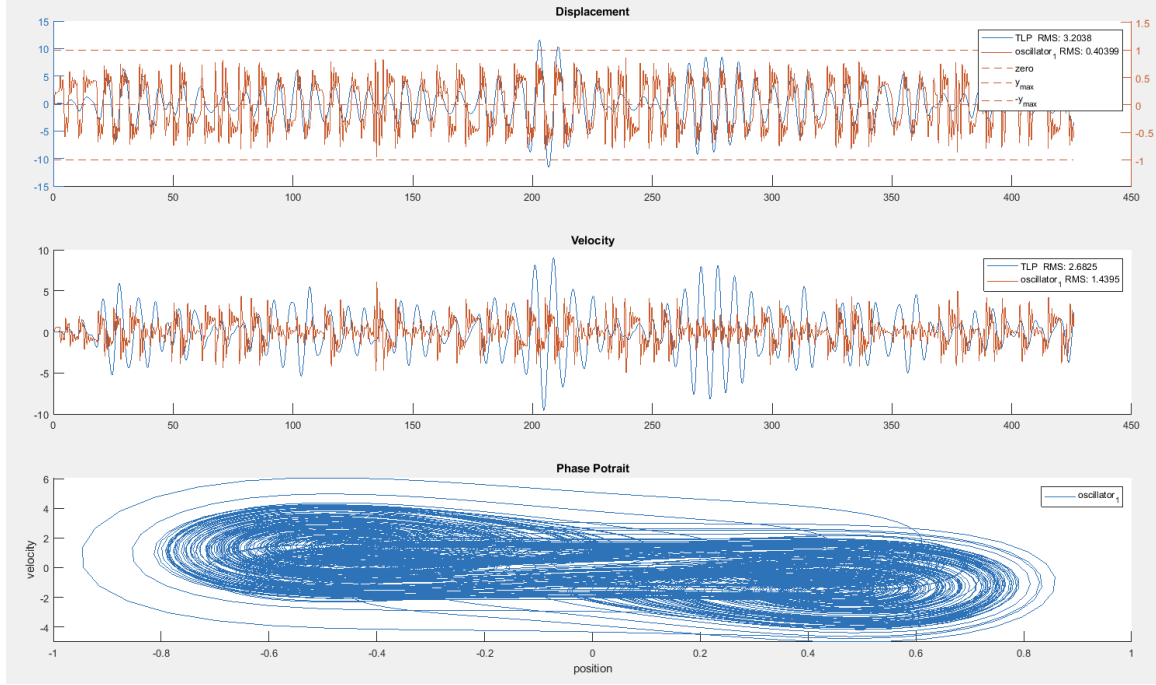 Displacement
15
10
5
0
-5
-10
-15
1.5
1
0.5
0
-0.5
-1
TLP RMS: 3.2038
oscillator1 RMS: 0.40399
zero
ymax
-ymax
0 50 100 150 200 250 300 350 400 450
Velocity
10
5
0
-5
-10
TLP RMS: 2.6825
oscillator1 RMS: 1.4395
0 50 100 150 200 250 300 350 400 450
Phase Potrait
6
4
2
0
-2
-4
velocity
oscillator1
-1 -0.8 -0.6 -0.4 -0.2 0 0.2 0.4 0.6 0.8 1
position